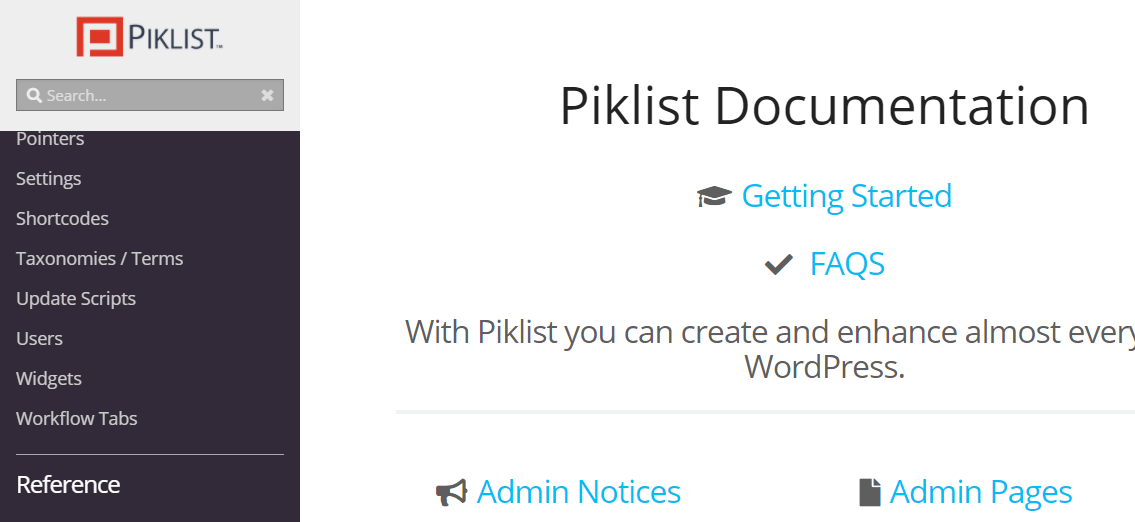 PIKLIST™
Search...
Pointers
Settings
Shortcodes
Taxonomies / Terms
Update Scripts
Users
Widgets
Workflow Tabs
Reference
Piklist Documentation
Getting Started
FAQS
With Piklist you can create and enhance almost every
WordPress.
Admin Notices
Admin Pages